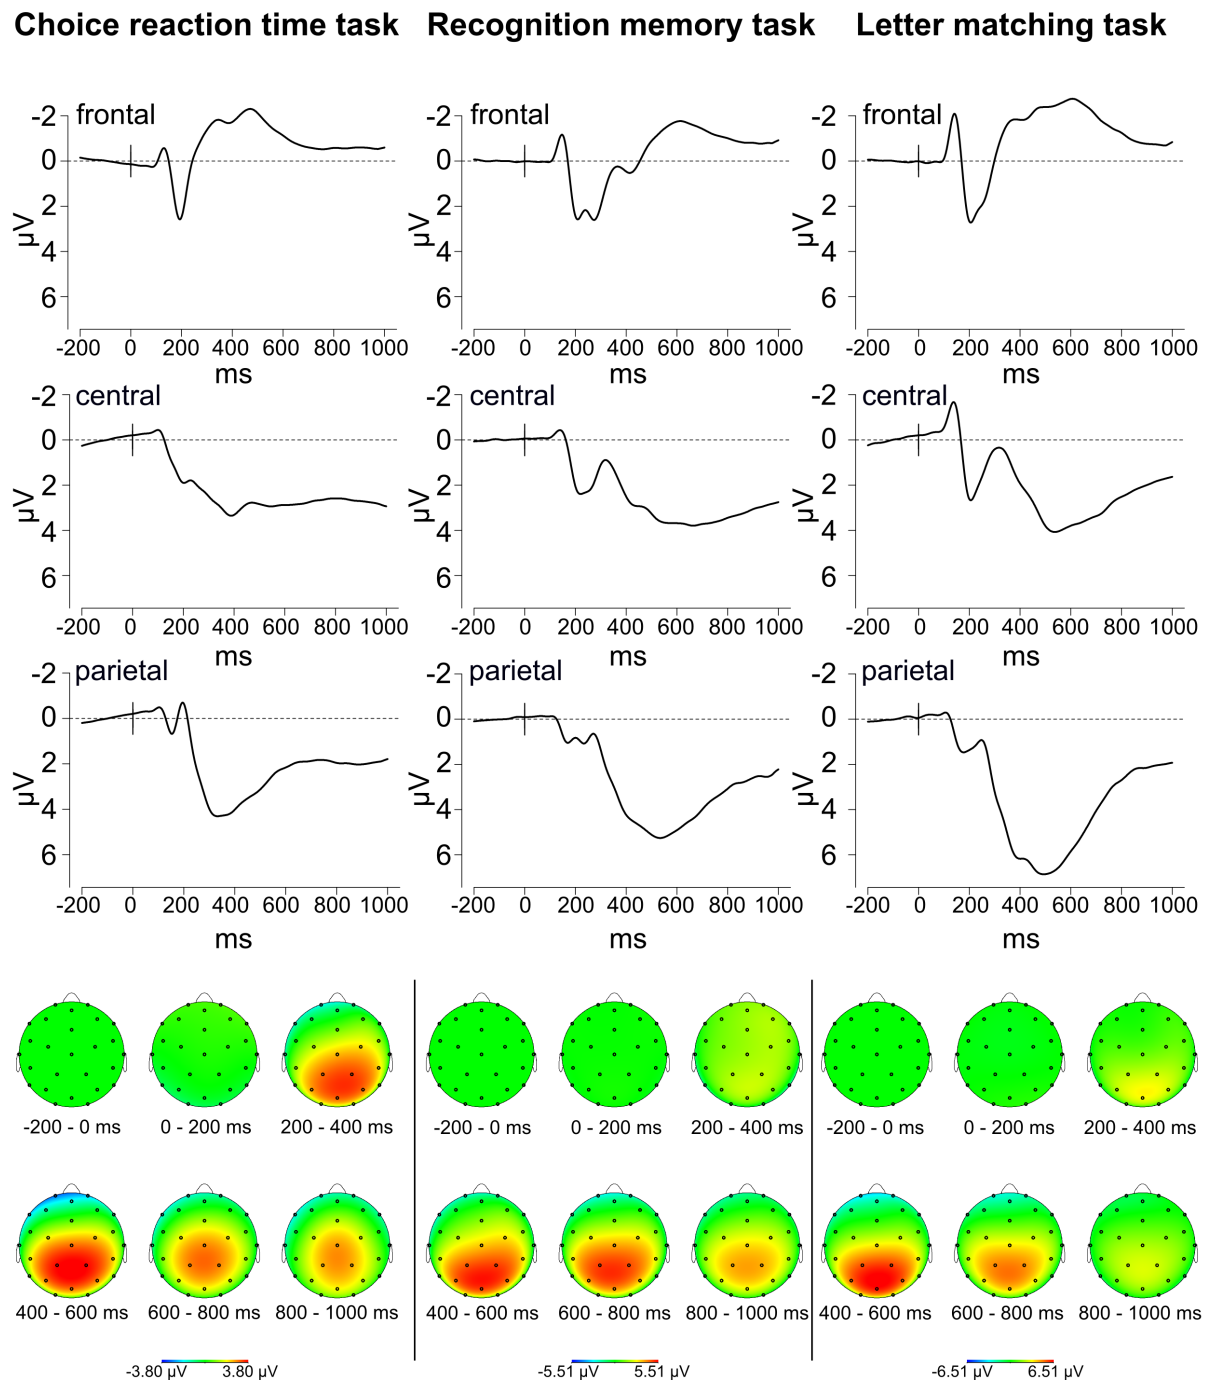 Choice reaction time task Recognition memory task Letter matching task
frontal frontal frontal
-2 -2 -2
0 0 0
2 2 2
4 4 4
6 6 6
µV µV µV
-200 0 200 400 600 800 1000 -200 0 200 400 600 800 1000 -200 0 200 400 600 800 1000
ms ms ms
central central central
-2 -2 -2
0 0 0
2 2 2
4 4 4
6 6 6
µV µV µV
-200 0 200 400 600 800 1000 -200 0 200 400 600 800 1000 -200 0 200 400 600 800 1000
ms ms ms
parietal parietal parietal
-2 -2 -2
0 0 0
2 2 2
4 4 4
6 6 6
µV µV µV
-200 0 200 400 600 800 1000 -200 0 200 400 600 800 1000 -200 0 200 400 600 800 1000
ms ms ms
-200 - 0 ms 0 - 200 ms 200 - 400 ms -200 - 0 ms 0 - 200 ms 200 - 400 ms -200 - 0 ms 0 - 200 ms 200 - 400 ms
400 - 600 ms 600 - 800 ms 800 - 1000 ms 400 - 600 ms 600 - 800 ms 800 - 1000 ms 400 - 600 ms 600 - 800 ms 800 - 1000 ms
-3.80 µV 3.80 µV -5.51 µV 5.51 µV -6.51 µV 6.51 µV